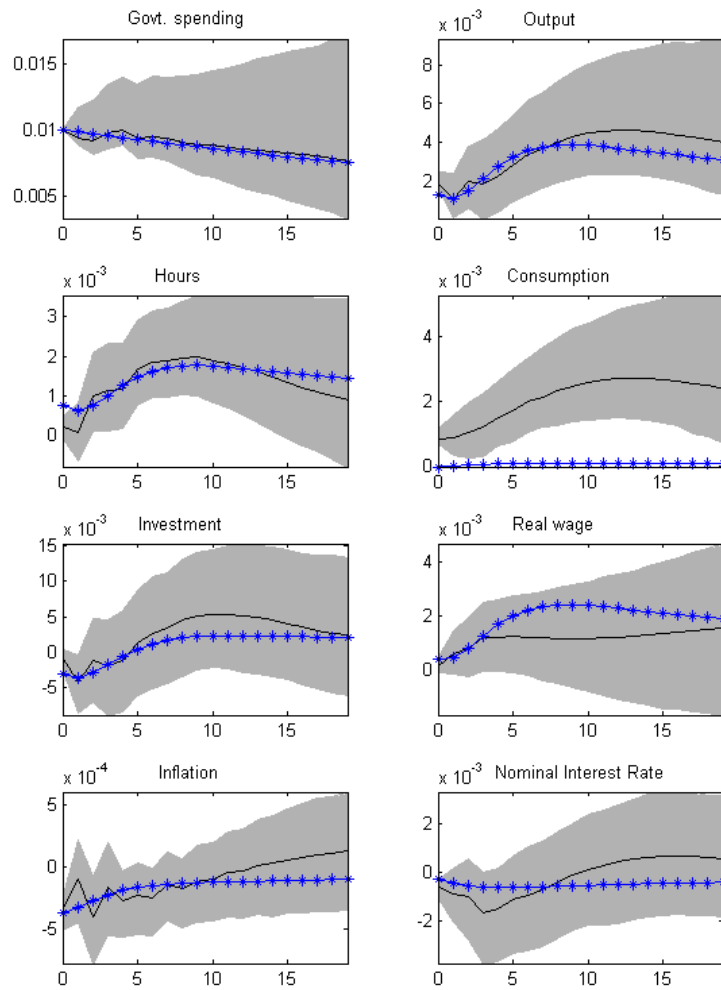 Govt. spending
0.015
0.01
0.005
0 5 10 15
Output
x 10^-3
8
6
4
2
0 5 10 15
Hours
x 10^-3
3
2
1
0
0 5 10 15
Consumption
x 10^-3
4
2
0
0 5 10 15
Investment
x 10^-3
15
10
5
0
-5
0 5 10 15
Real wage
x 10^-3
4
2
0
0 5 10 15
Inflation
x 10^-4
5
0
-5
0 5 10 15
Nominal Interest Rate
x 10^-3
2
0
-2
0 5 10 15